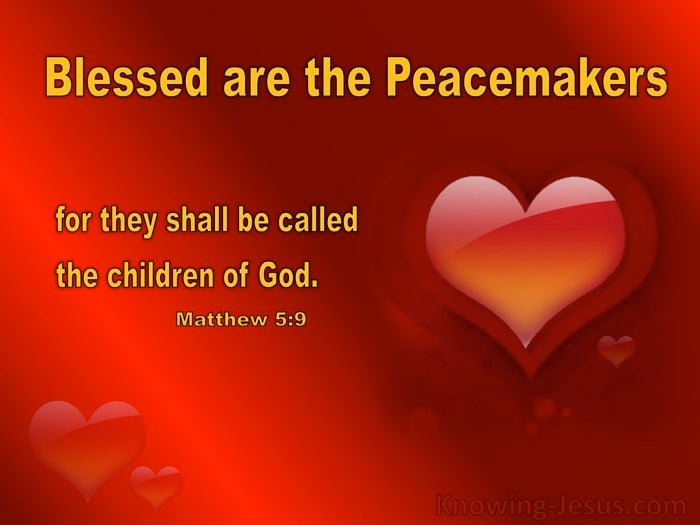 Blessed are the Peacemakers
for they shall be called
the children of God.
Matthew 5:9
Knowing-Jesus.com